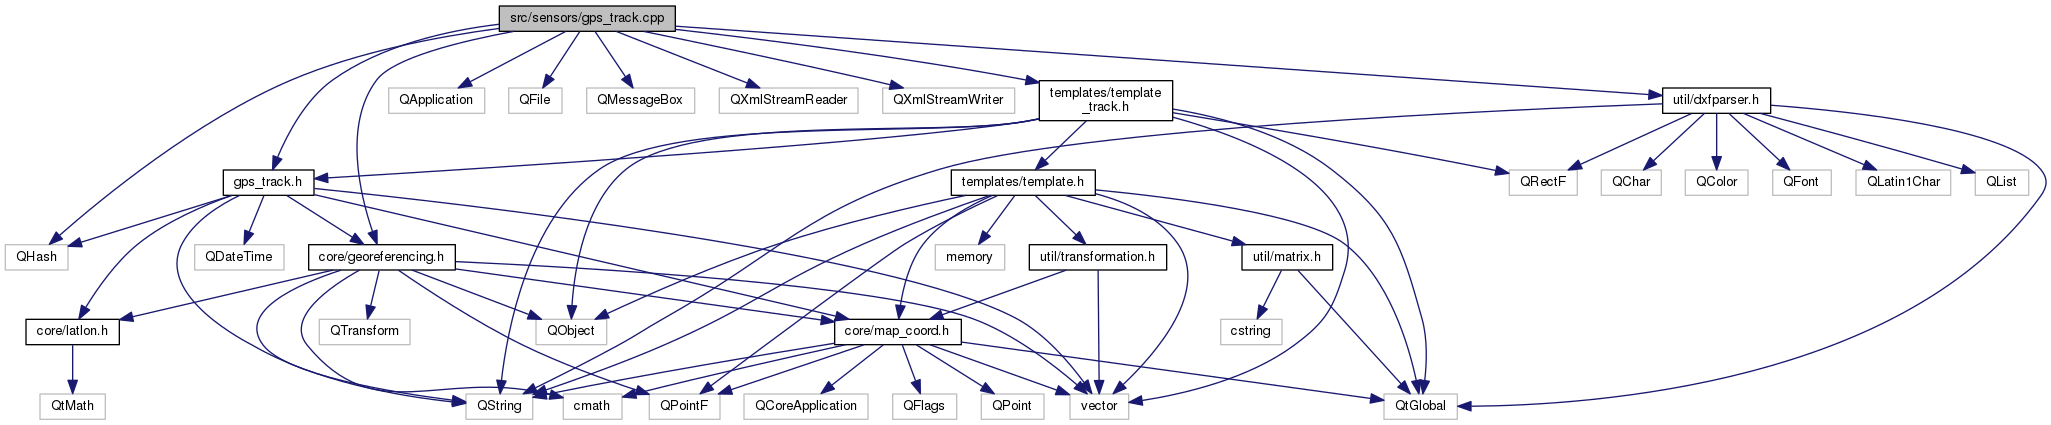 src/sensors/gps_track.cpp
QApplication
QFile
QMessageBox
QXmlStreamReader
QXmlStreamWriter
templates/template
_track.h
util/dxfparser.h
gps_track.h
templates/template.h
QRectF
QChar
QColor
QFont
QLatin1Char
QList
QHash
QDateTime
core/georeferencing.h
memory
util/transformation.h
util/matrix.h
core/latlon.h
QTransform
QObject
core/map_coord.h
cstring
QtMath
QString
cmath
QPointF
QCoreApplication
QFlags
QPoint
vector
QtGlobal